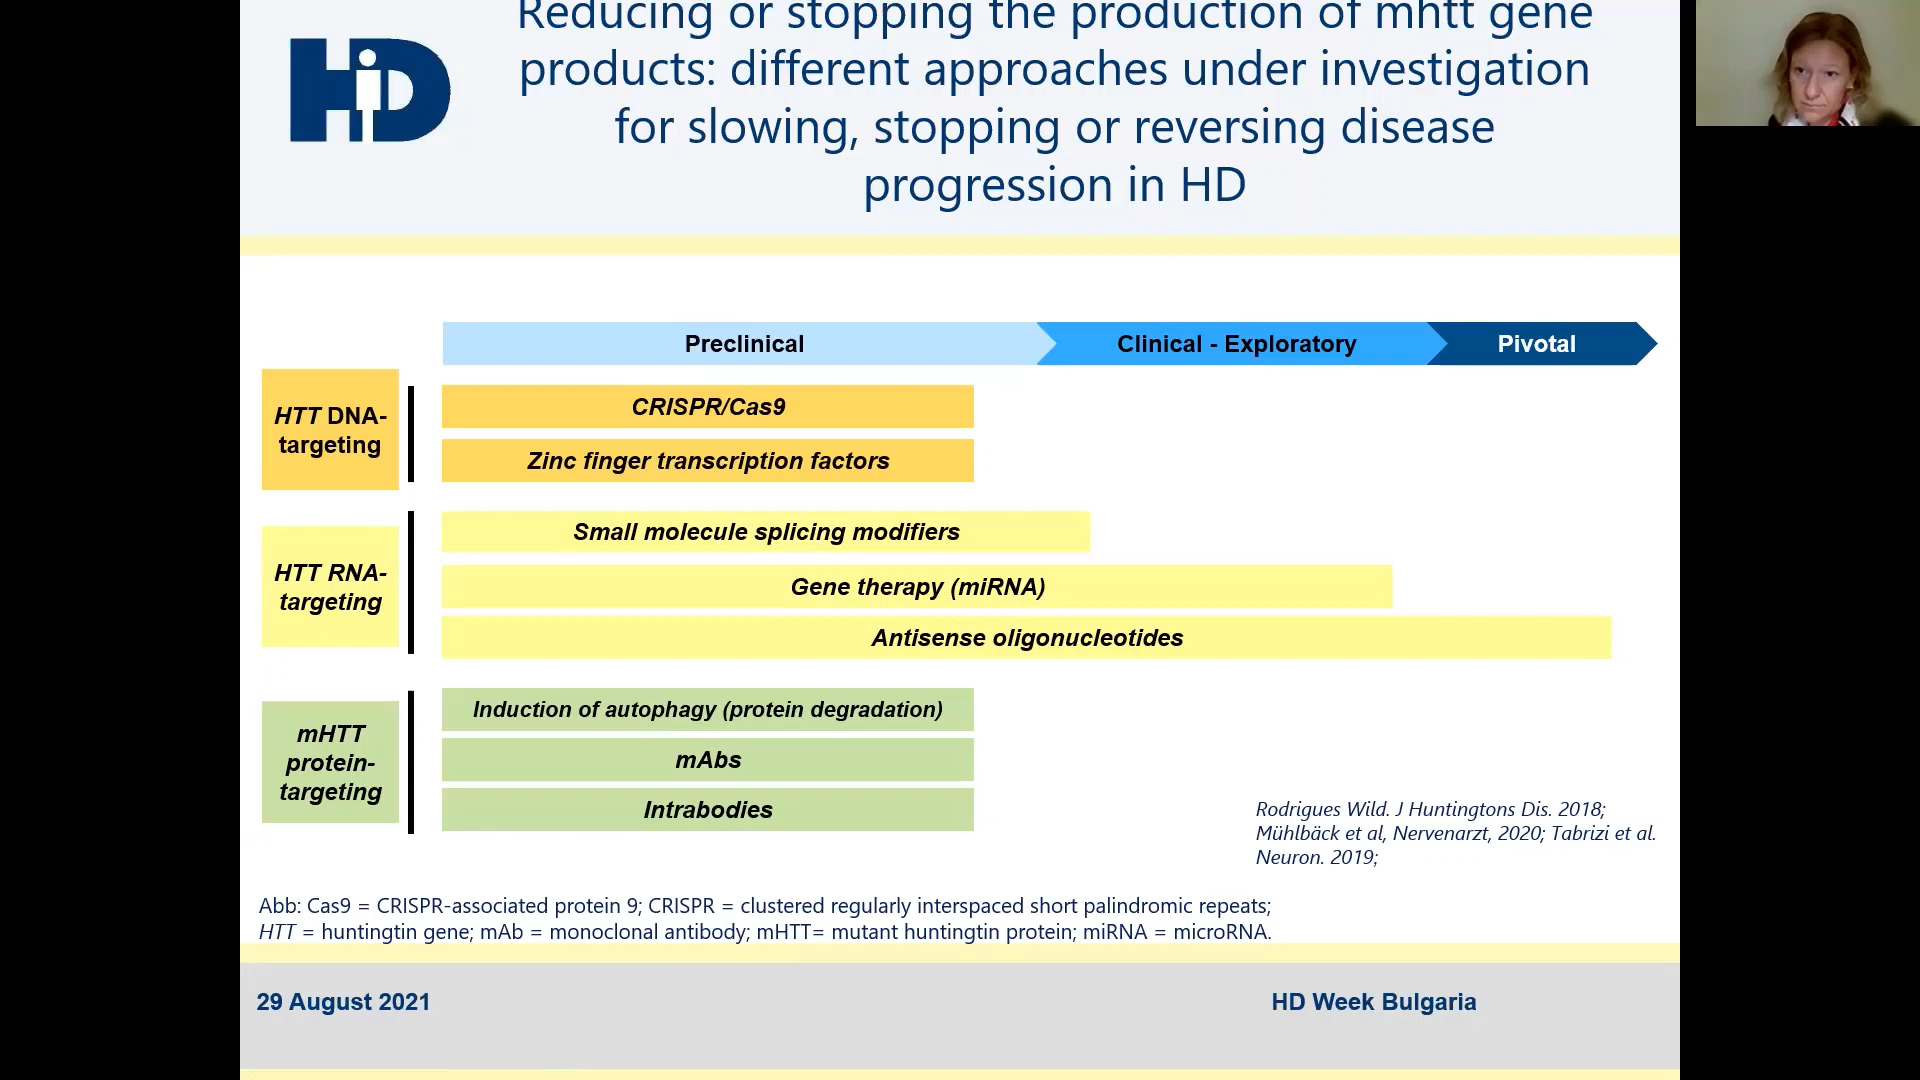 Reducing or stopping the production of mhtt gene
products: different approaches under investigation
for slowing, stopping or reversing disease
progression in HD
HD
Preclinical
Clinical - Exploratory
Pivotal
HTT DNA-
targeting
CRISPR/Cas9
Zinc finger transcription factors
HTT RNA-
targeting
Small molecule splicing modifiers
Gene therapy (miRNA)
Antisense oligonucleotides
mHTT
protein-
targeting
Induction of autophagy (protein degradation)
mAbs
Intrabodies
Rodrigues Wild. J Huntingtons Dis. 2018;
Mühlbäck et al, Nervenarzt, 2020; Tabrizi et al.
Neuron. 2019;
Abb: Cas9 = CRISPR-associated protein 9; CRISPR = clustered regularly interspaced short palindromic repeats;
HTT = huntingtin gene; mAb = monoclonal antibody; mHTT= mutant huntingtin protein; miRNA = microRNA.
29 August 2021
HD Week Bulgaria